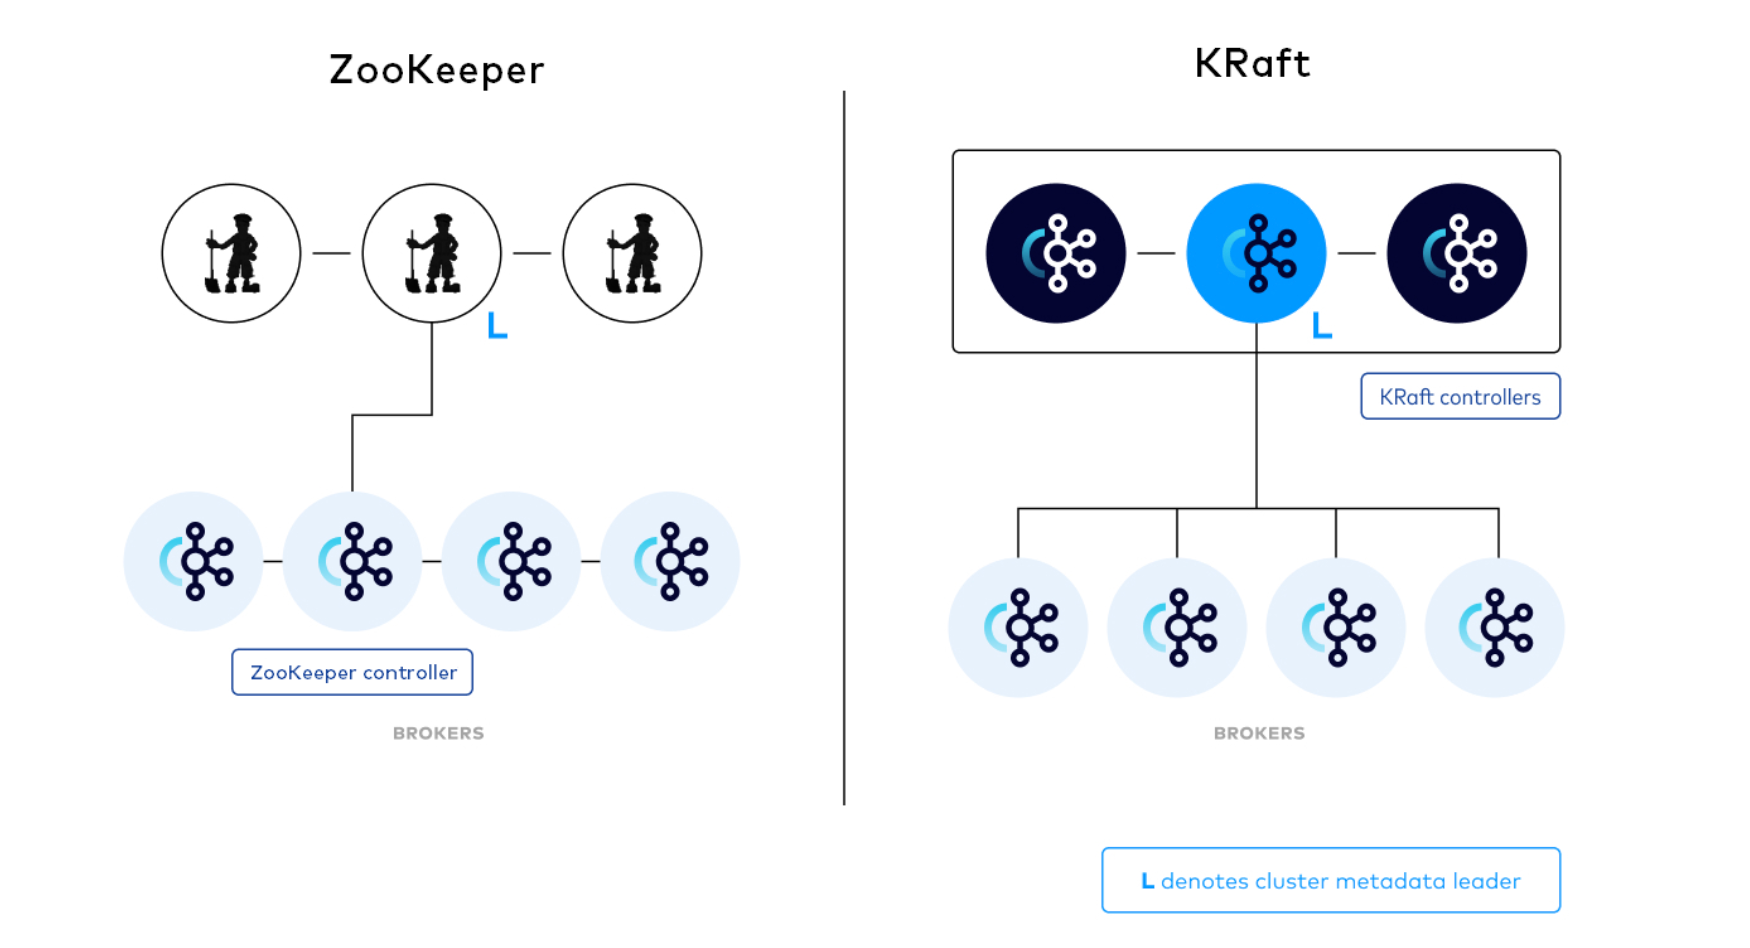 ZooKeeper
KRaft
L
L
KRaft controllers
ZooKeeper controller
BROKERS
BROKERS
L denotes cluster metadata leader